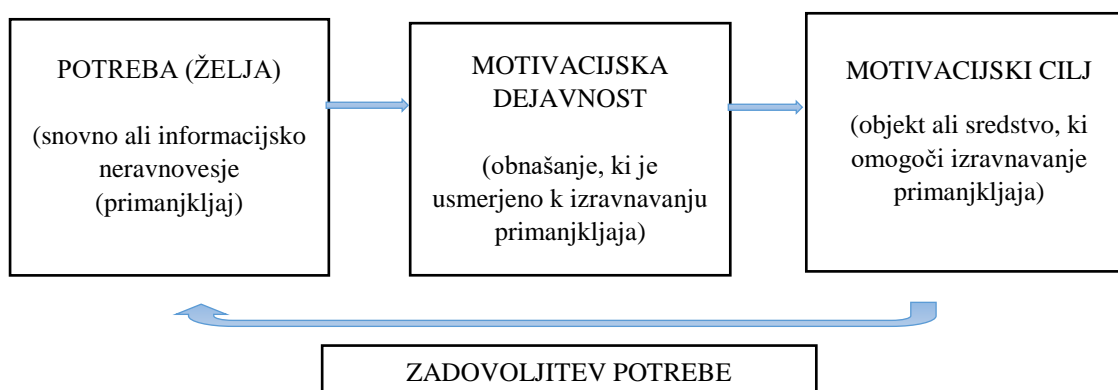 POTREBA (ŽELJA)
(snovno ali informacijsko
neravnovesje
(primanjkljaj)
MOTIVACIJSKA
DEJAVNOST
(obnašanje, ki je
usmerjeno k izravnavanju
primanjkljaja)
MOTIVACIJSKI CILJ
(objekt ali sredstvo, ki
omogoči izravnavanje
primanjkljaja)
ZADOVOLJITEV POTREBE